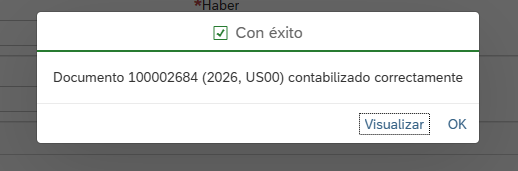 *Haber
Con éxito
Documento 100002684 (2026, US00) contabilizado correctamente
Visualizar OK